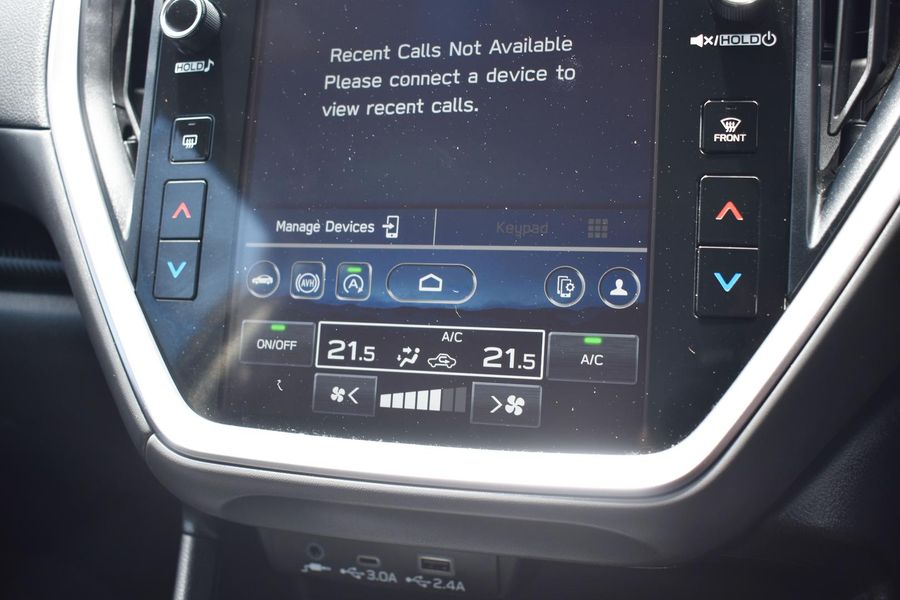 Recent Calls Not Available
Please connect a device to
view recent calls.
HOLD
HOLD
FRONT
Manage Devices
Keypad
AVH
A
ON/OFF
A/C
21.5
21.5
A/C
3.0A
2.4A